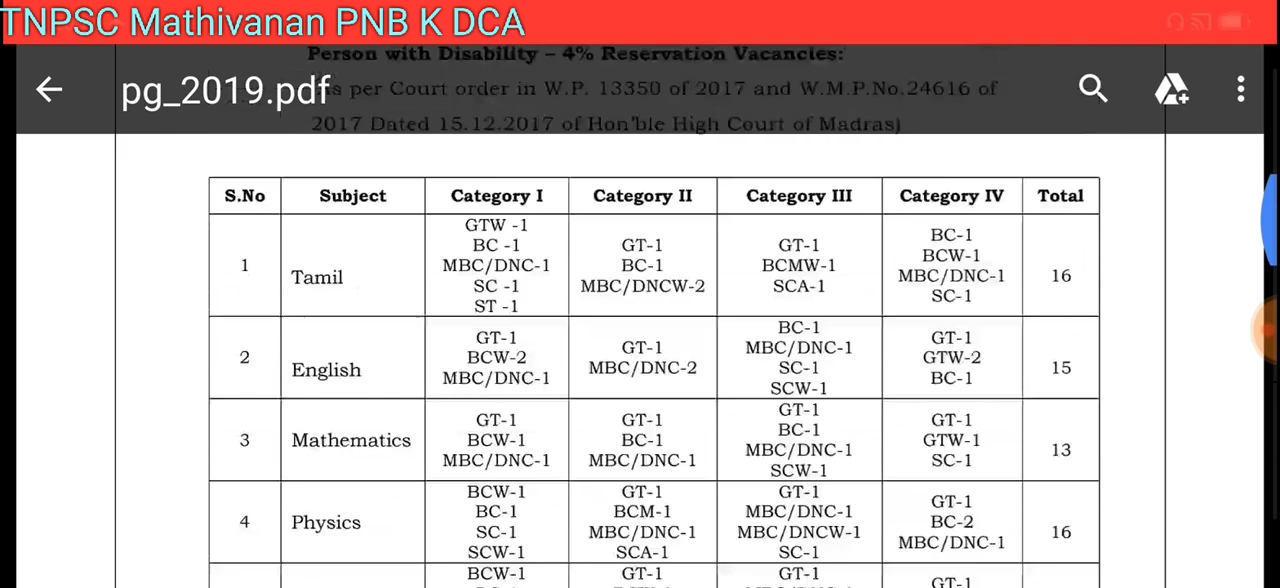 TNPSC Mathivanan PNB K DCA
Person with Disability – 4% Reservation Vacancies:
pg_2019.pdf
as per Court order in W.P. 13350 of 2017 and W.M.P.No.24616 of
2017 Dated 15.12.2017 of Hon'ble High Court of Madras)
S.No Subject Category I Category II Category III Category IV Total
1 Tamil
GTW -1
BC -1
MBC/DNC-1
SC -1
ST -1
GT-1
BC-1
MBC/DNCW-2
GT-1
BCMW-1
SCA-1
BC-1
BCW-1
MBC/DNC-1
SC-1
16
2 English
GT-1
BCW-2
MBC/DNC-1
GT-1
MBC/DNC-2
BC-1
MBC/DNC-1
SC-1
SCW-1
GT-1
GTW-2
BC-1
15
3 Mathematics
GT-1
BCW-1
MBC/DNC-1
GT-1
BC-1
MBC/DNC-1
GT-1
BC-1
MBC/DNC-1
SCW-1
GT-1
GTW-1
SC-1
13
4 Physics
BCW-1
BC-1
SC-1
SCW-1
GT-1
BCM-1
MBC/DNC-1
SCA-1
GT-1
MBC/DNC-1
MBC/DNCW-1
SC-1
GT-1
BC-2
MBC/DNC-1
16
BCW-1
GT-1
GT-1
GT-1